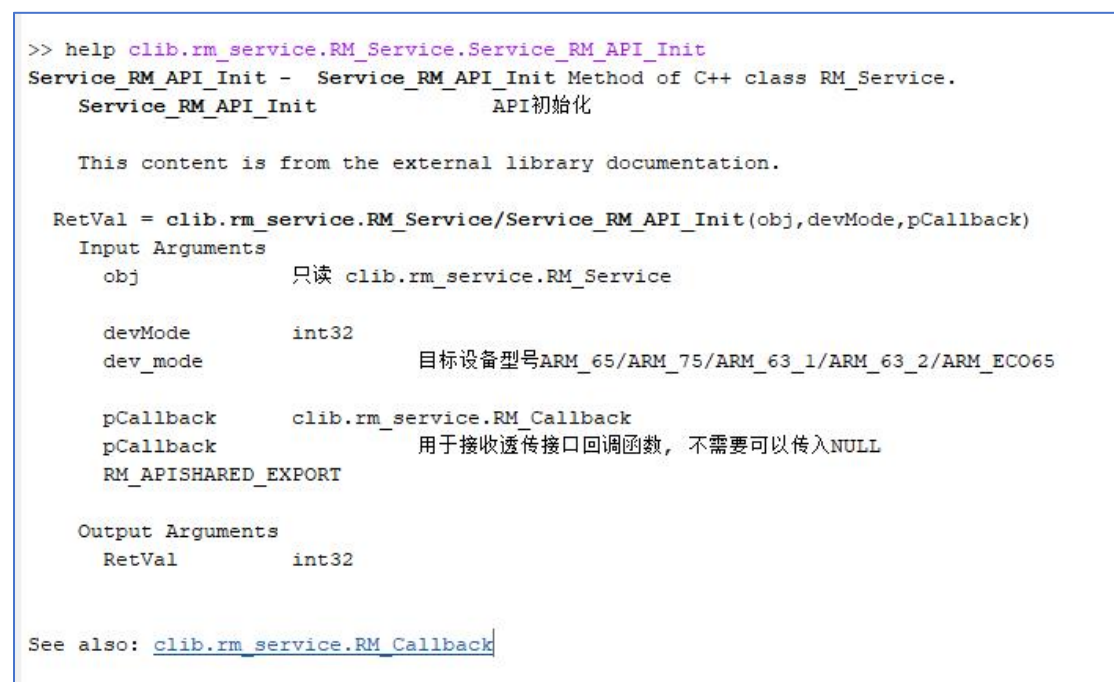 >> help clib.rm_service.RM_Service.Service_RM_API_Init
Service_RM_API_Init -  Service_RM_API_Init Method of C++ class RM_Service.
Service_RM_API_Init API初始化
This content is from the external library documentation.
RetVal = clib.rm_service.RM_Service/Service_RM_API_Init(obj,devMode,pCallback)
Input Arguments
obj 只读 clib.rm_service.RM_Service
devMode int32
dev_mode 目标设备型号ARM_65/ARM_75/ARM_63_1/ARM_63_2/ARM_ECO65
pCallback clib.rm_service.RM_Callback
pCallback 用于接收透传接口回调函数, 不需要可以传入NULL
RM_APISHARED_EXPORT
Output Arguments
RetVal int32
See also: clib.rm_service.RM_Callback